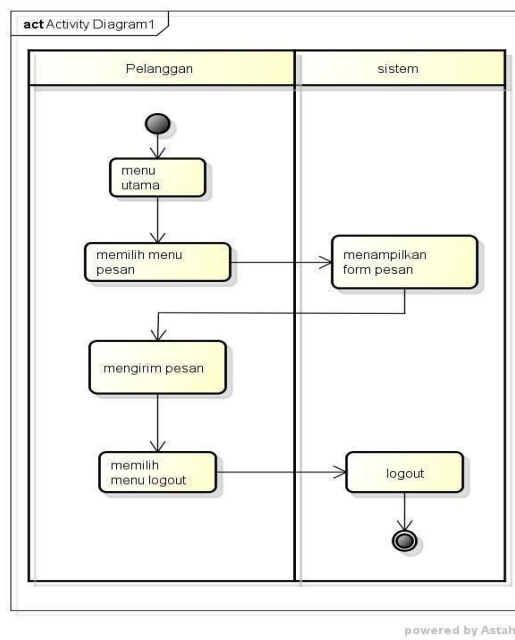 act Activity Diagram1
Pelanggan
sistem
menu
utama
memilih menu
pesan
menampilkan
form pesan
mengirim pesan
memilih
menu logout
logout
powered by Astah